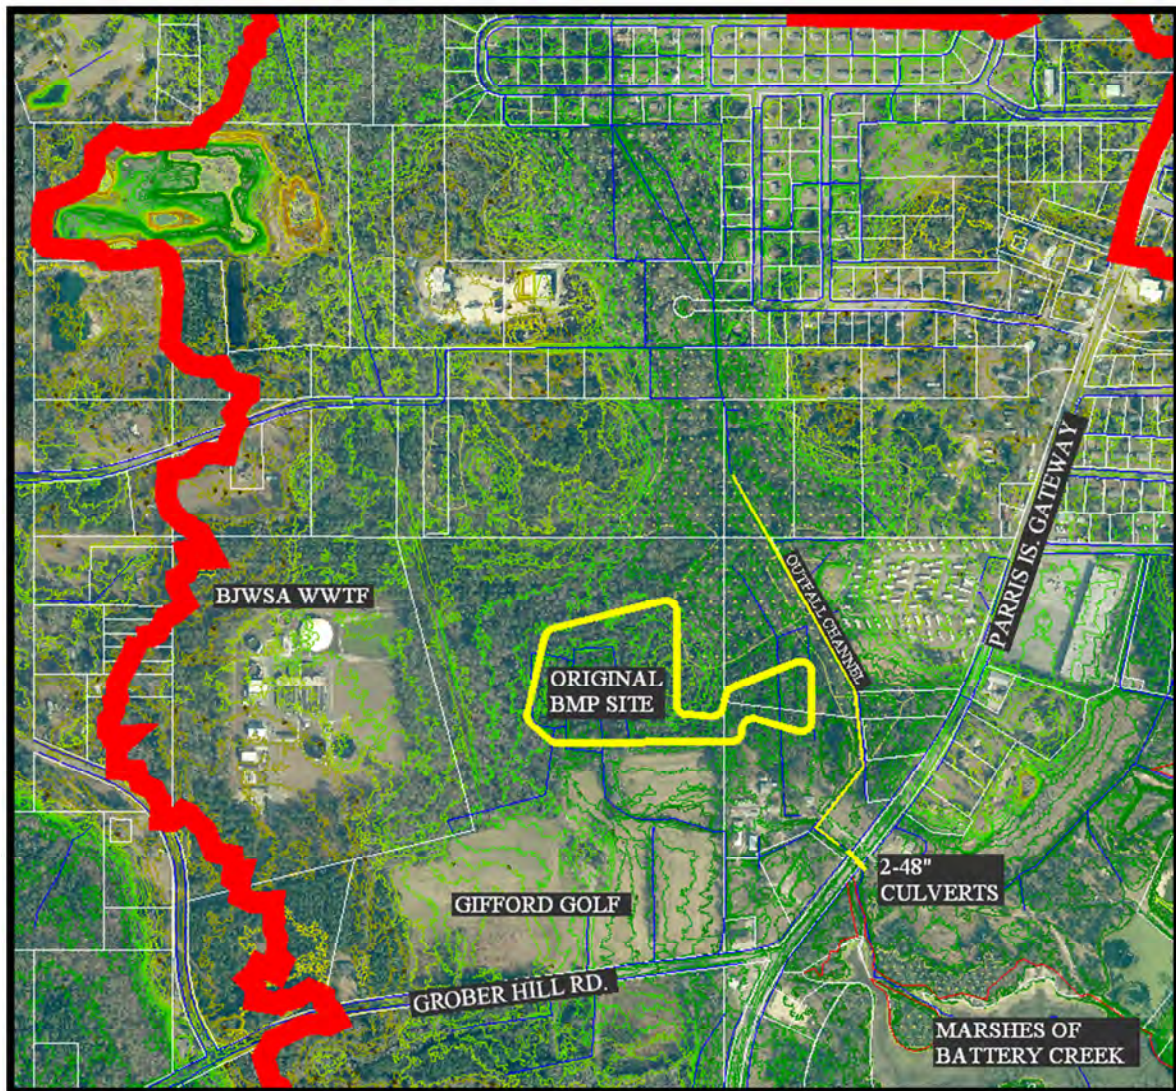 PARRIS IS. GATEWAY
OUTFALL CHANNEL
BJWSA WWTF
ORIGINAL
BMP SITE
2-48"
CULVERTS
GIFFORD GOLF
GROBER HILL RD.
MARSHES OF
BATTERY CREEK